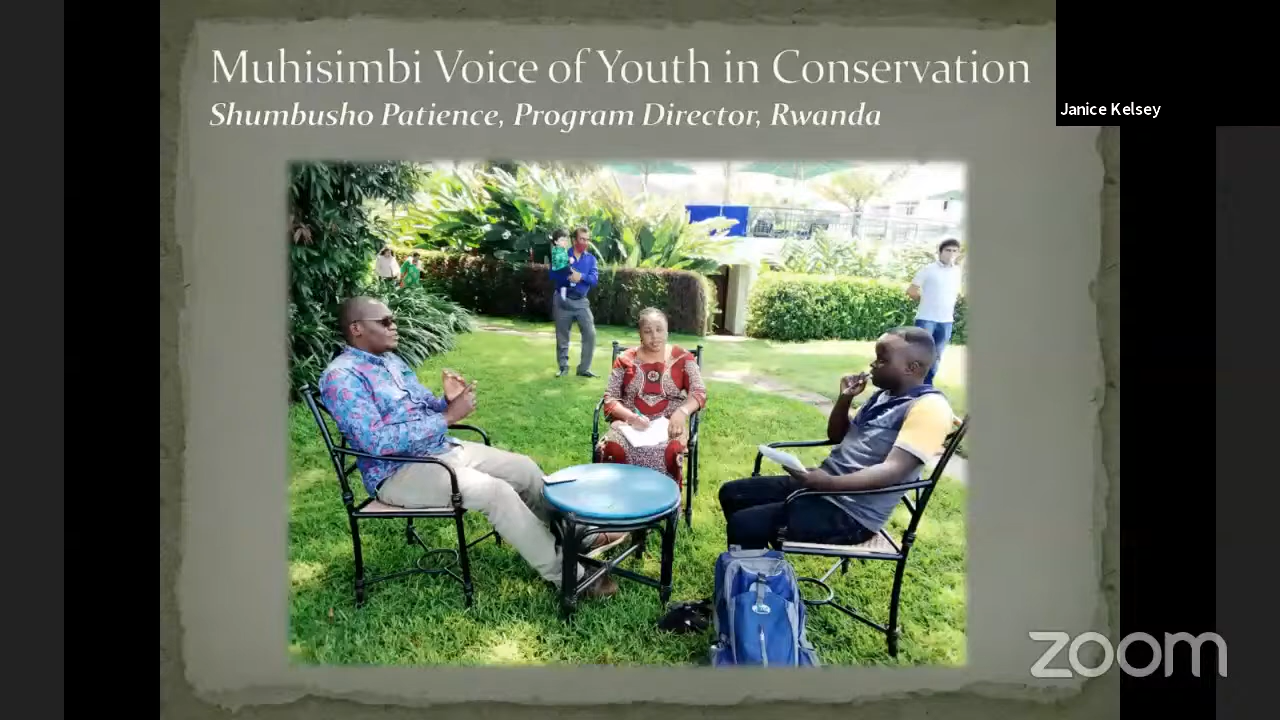 Muhisimbi Voice of Youth in Conservation
Shumbusho Patience, Program Director, Rwanda
Janice Kelsey
zoom